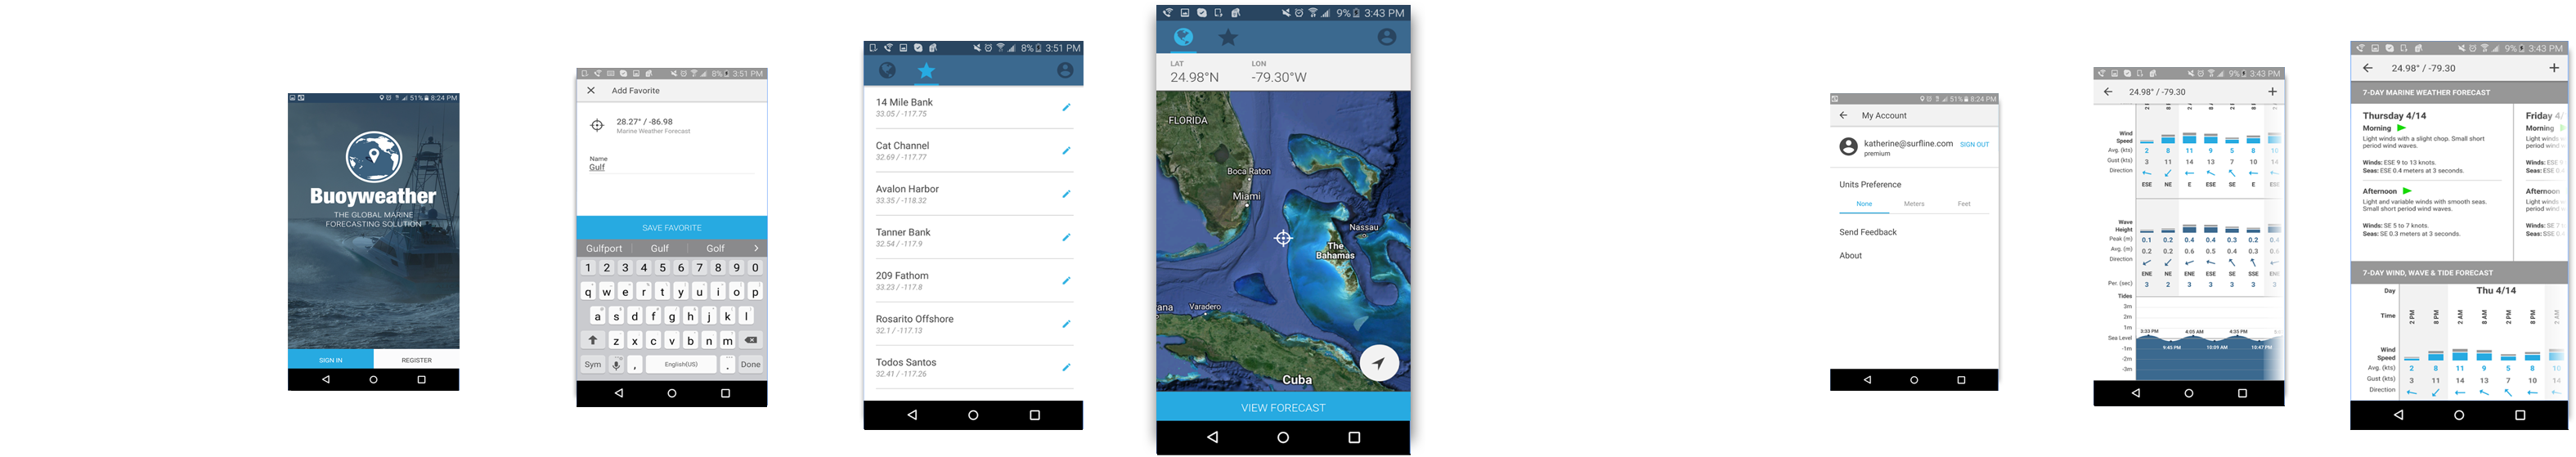 51% 8:24 PM
Buoyweather
THE GLOBAL MARINE
FORECASTING SOLUTION
SIGN IN
REGISTER
8% 3:51 PM
Add Favorite
28.27° / -86.98
Marine Weather Forecast
Name
Gulf
SAVE FAVORITE
Gulfport Gulf Golf
1 2 3 4 5 6 7 8 9 0
q w e r t y u i o p
a s d f g h j k l
z x c v b n m
Sym , English(US) . Done
8% 3:51 PM
14 Mile Bank
33.05 / -117.75
Cat Channel
32.69 / -117.77
Avalon Harbor
33.35 / -118.32
Tanner Bank
32.54 / -117.9
209 Fathom
33.23 / -117.8
Rosarito Offshore
32.1 / -117.13
Todos Santos
32.41 / -117.26
9% 3:43 PM
LAT LON
24.98°N -79.30°W
FLORIDA
Boca Raton
Miami
Nassau
The
Bahamas
ana Varadero
Cuba
VIEW FORECAST
51% 8:24 PM
My Account
katherine@surfline.com SIGN OUT
premium
Units Preference
None Meters Feet
Send Feedback
About
9% 3:43 PM
24.98° / -79.30
Wind
Speed
Avg. (kts) 2 8 11 9 5 8 10
Gust (kts) 3 11 14 13 7 10 14
Direction
ESE NE E ESE SE E ESE
Wave
Height
Peak (m) 0.1 0.2 0.4 0.4 0.3 0.2 0.4
Avg. (m) 0.2 0.2 0.6 0.5 0.4 0.3
Direction
ENE NE ENE ESE SE SSE ENE
Per. (sec) 3 2 3 3 3 3 3
Tides
3m
2m
1m
3:33 PM 4:05 AM 4:35 PM
Sea Level
9:45 PM 10:09 AM 10:47 PM
-1m
-2m
-3m
9% 3:43 PM
24.98° / -79.30
7-DAY MARINE WEATHER FORECAST
Thursday 4/14
Morning
Light winds with a slight chop. Small short
period wind waves.
Winds: ESE 9 to 13 knots.
Seas: ESE 0.4 meters at 3 seconds.
Afternoon
Light and variable winds with smooth seas.
Small short period wind waves.
Winds: SE 5 to 7 knots.
Seas: SE 0.3 meters at 3 seconds.
Friday 4/
Morning
Light winds
period wind
Winds: ESE
Seas: ESE 0
Afternoon
Light winds
period wind
Winds: SE
Seas: SSE 0
7-DAY WIND, WAVE & TIDE FORECAST
Day Thu 4/14
Time 2 PM 8 PM 2 AM 8 AM 2 PM 8 PM 2 AM
Wind
Speed
Avg. (kts) 2 8 11 9 5 8 10
Gust (kts) 3 11 14 13 7 10 14
Direction